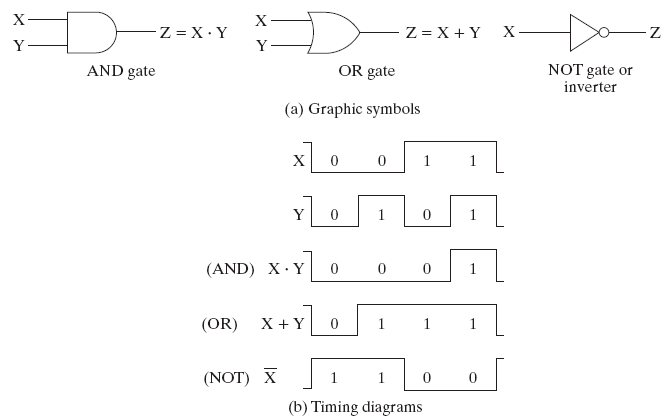 X
Y
Z = X · Y
X
Y
Z = X + Y
X
Z
AND gate
OR gate
NOT gate or
inverter
(a) Graphic symbols
X 0 0 1 1
Y 0 1 0 1
(AND) X · Y 0 0 0 1
(OR) X + Y 0 1 1 1
(NOT) X̅ 1 1 0 0
(b) Timing diagrams